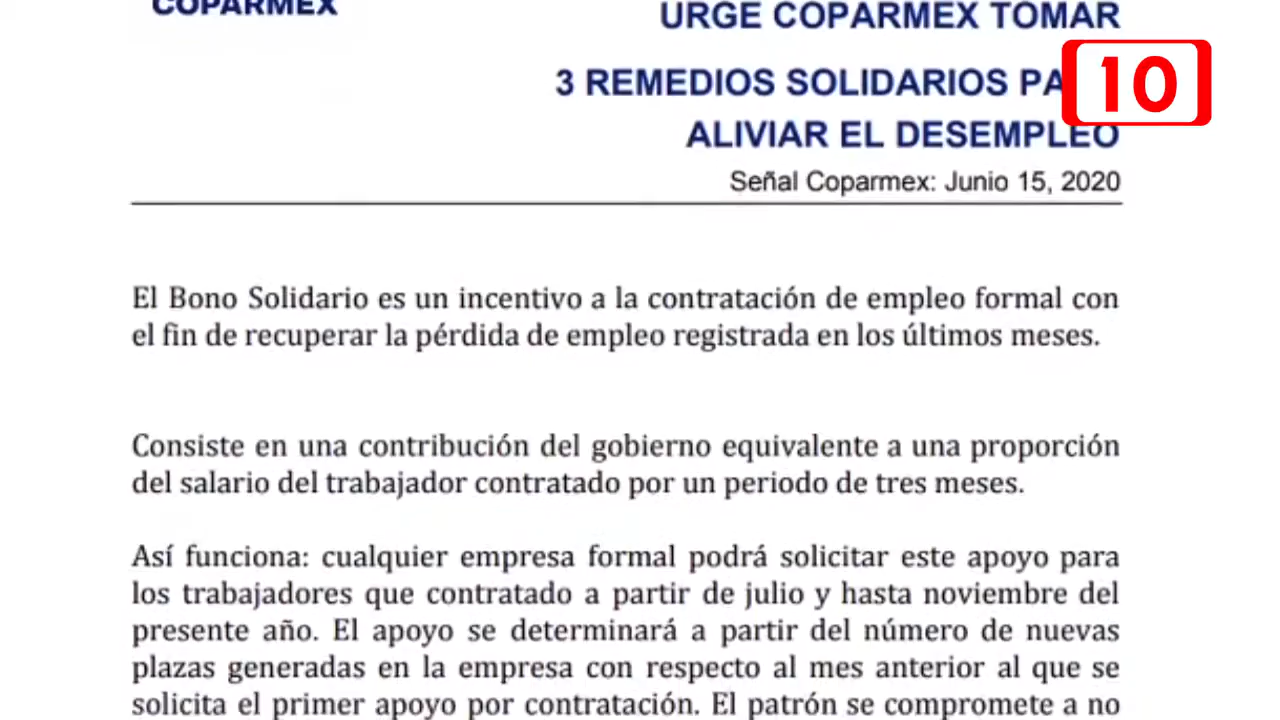 COPARMEX
URGE COPARMEX TOMAR
3 REMEDIOS SOLIDARIOS
10
ALIVIAR EL DESEMPLEO
Señal Coparmex: Junio 15, 2020
El Bono Solidario es un incentivo a la contratación de empleo formal con
el fin de recuperar la pérdida de empleo registrada en los últimos meses.
Consiste en una contribución del gobierno equivalente a una proporción
del salario del trabajador contratado por un periodo de tres meses.
Así funciona: cualquier empresa formal podrá solicitar este apoyo para
los trabajadores que contratado a partir de julio y hasta noviembre del
presente año. El apoyo se determinará a partir del número de nuevas
plazas generadas en la empresa con respecto al mes anterior al que se
solicita el primer apoyo por contratación. El patrón se compromete a no